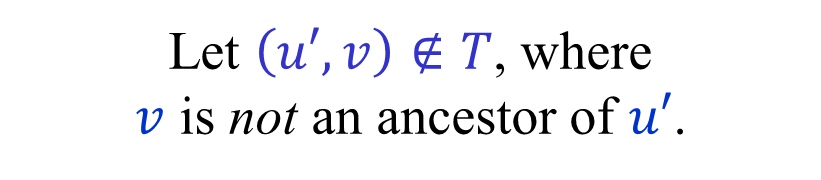 Let (u′, v) ∉ T, where
v is not an ancestor of u′.